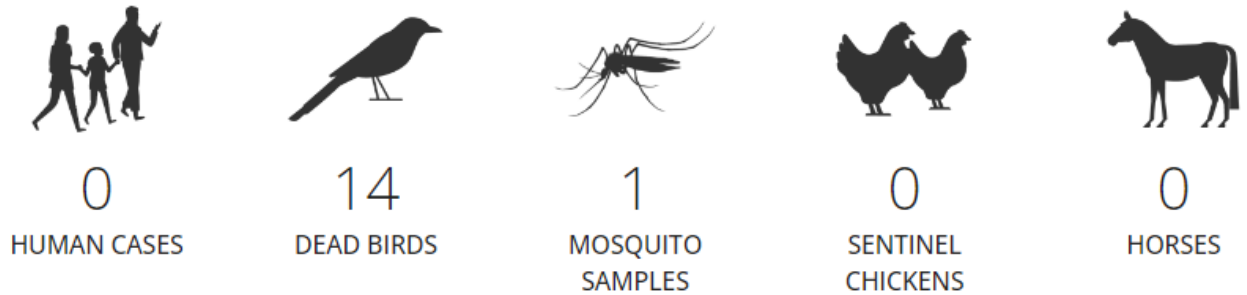 0
HUMAN CASES
14
DEAD BIRDS
1
MOSQUITO
SAMPLES
0
SENTINEL
CHICKENS
0
HORSES